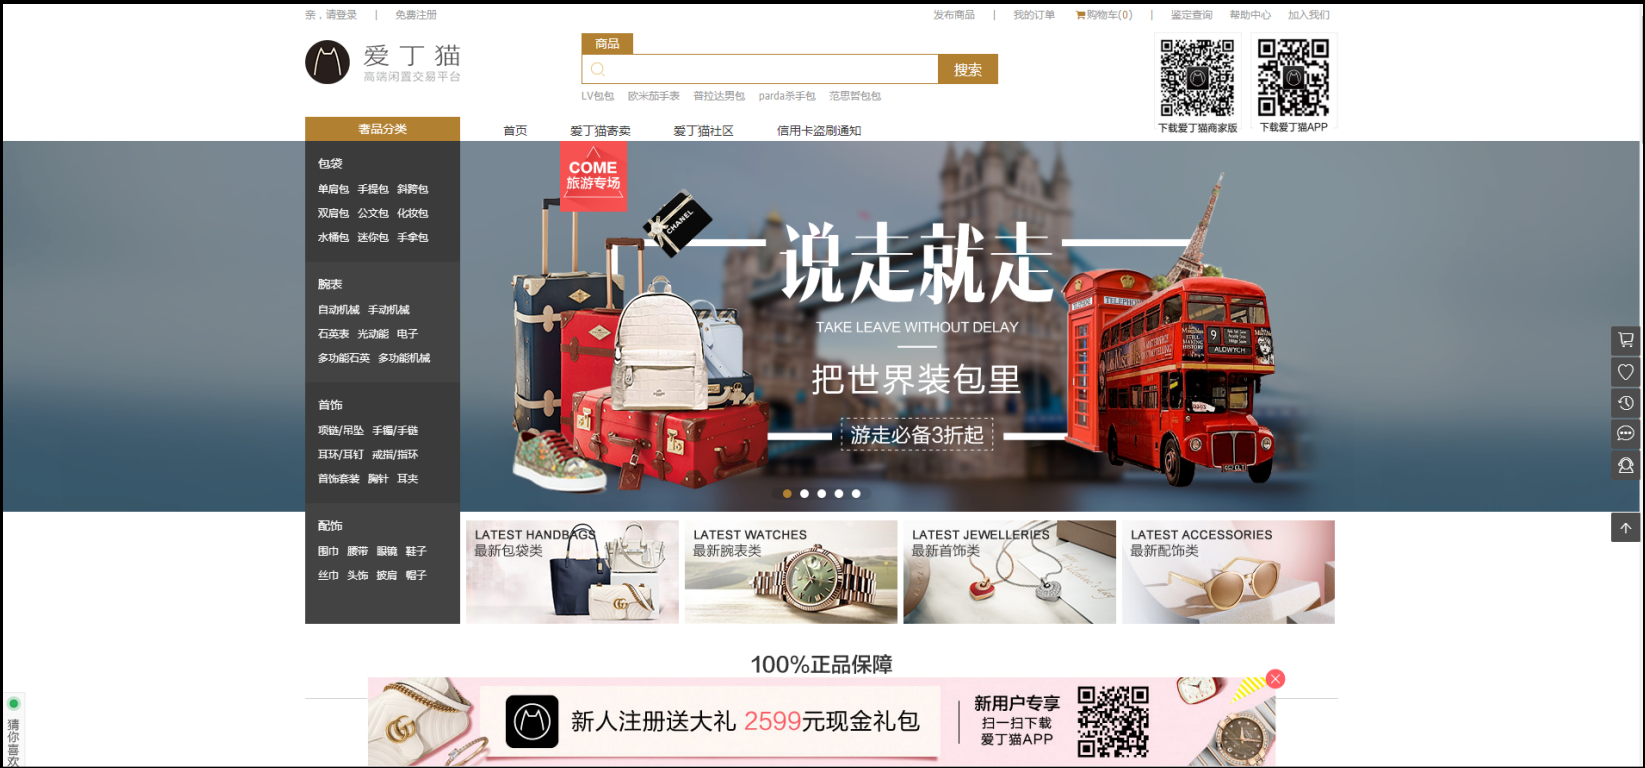 亲，请登录 | 免费注册
发布商品 | 我的订单 购物车(0) | 鉴定查询 帮助中心 加入我们
爱丁猫
高端闲置交易平台
商品
搜索
LV包包 欧米茄手表 普拉达男包 parda杀手包 范思哲包包
下载爱丁猫商家版
下载爱丁猫APP
奢品分类
首页 爱丁猫寄卖 爱丁猫社区 信用卡盗刷通知
包袋
单肩包 手提包 斜跨包
双肩包 公文包 化妆包
水桶包 迷你包 手拿包
腕表
自动机械 手动机械
石英表 光动能 电子
多功能石英 多功能机械
首饰
项链/吊坠 手镯/手链
耳环/耳钉 戒指/指环
首饰套装 胸针 耳夹
配饰
围巾 腰带 眼镜 鞋子
丝巾 头饰 披肩 帽子
COME
旅游专场
CHANEL
说走就走
TAKE LEAVE WITHOUT DELAY
把世界装包里
游走必备3折起
TELEPHONE
9
ALDWYCH
LATEST HANDBAGS
最新包袋类
LATEST WATCHES
最新腕表类
LATEST JEWELLERIES
最新首饰类
LATEST ACCESSORIES
最新配饰类
100%正品保障
新人注册送大礼 2599元现金礼包
新用户专享
扫一扫下载
爱丁猫APP
猜你喜欢